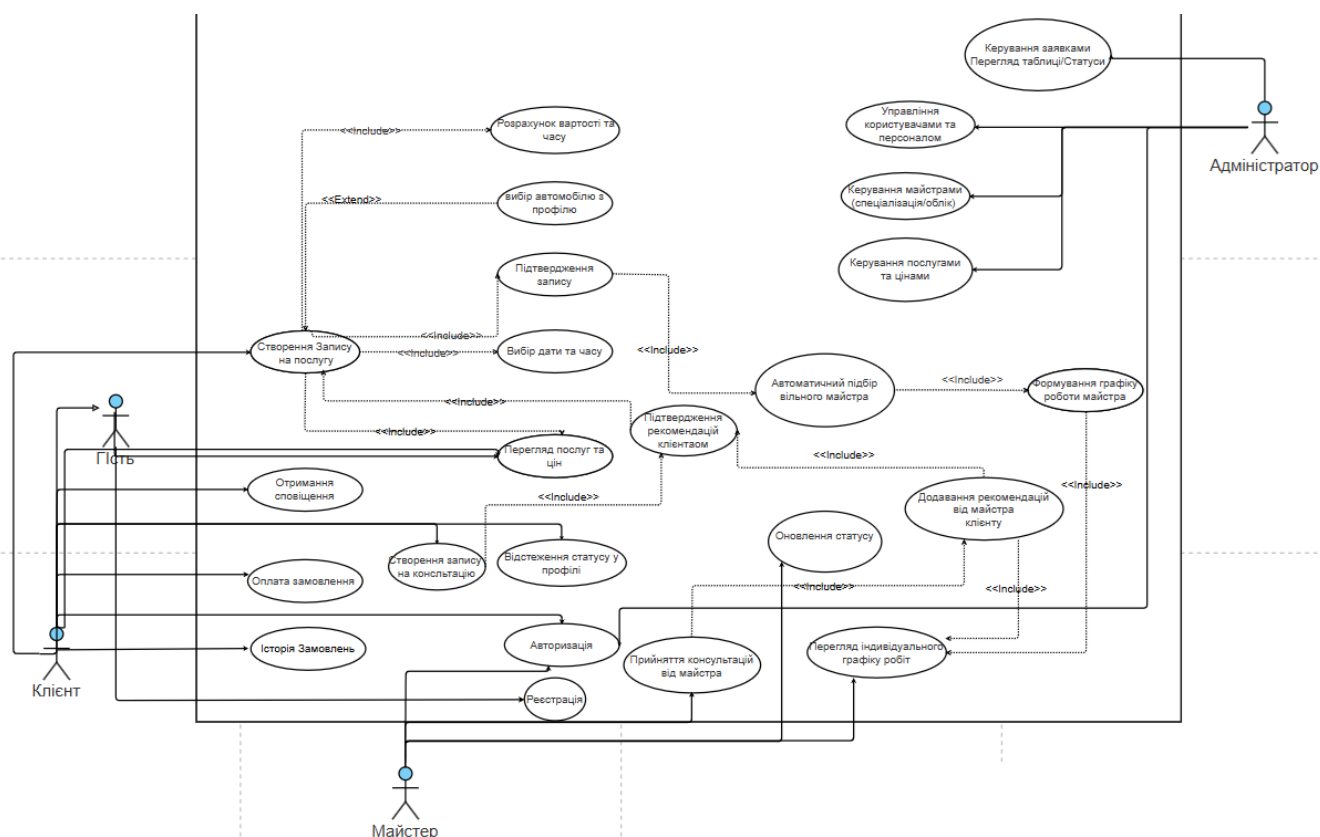 Керування заявками
Перегляд таблиці/Статуси
Управління
користувачами та
персоналом
Адміністратор
<<Include>>
Розрахунок вартості та
часу
Керування майстрами
(спеціалізація/облік)
<<Extend>>
вибір автомобілю з
профілю
Керування послугами
та цінами
Підтвердження
запису
<<Include>>
Створення Запису
на послугу
<<Include>>
Вибір дати та часу
<<Include>>
Автоматичний підбір
вільного майстра
<<Include>>
Формування графіку
роботи майстра
<<Include>>
Підтвердження
рекомендацій
клієнтаом
<<Include>>
Перегляд послуг та
цін
Гість
<<Include>>
<<Include>>
Отримання
сповіщення
<<Include>>
Додавання рекомендацій
від майстра
клієнту
Оновлення статусу
Створення запису
на консльтацію
Відстеження статусу у
профілі
Оплата замовлення
<<Include>>
<<Include>>
Авторизація
Історія Замовлень
Прийняття консультацій
від майстра
Перегляд індивідуального
графіку робіт
Клієнт
Реєстрація
Майстер